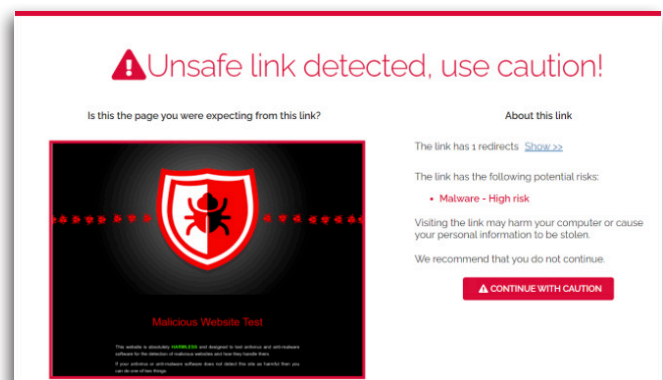 Unsafe link detected, use caution!
Is this the page you were expecting from this link?
About this link
The link has 1 redirects Show >>
The link has the following potential risks:
• Malware - High risk
Visiting the link may harm your computer or cause
your personal information to be stolen.
We recommend that you do not continue.
CONTINUE WITH CAUTION
Malicious Website Test
This website is absolutely HARMLESS and designed to test antivirus and anti-malware
software for the detection of malicious websites and how they handle them.
If your antivirus or anti-malware software does not detect this site as harmful then you
can do one of two things